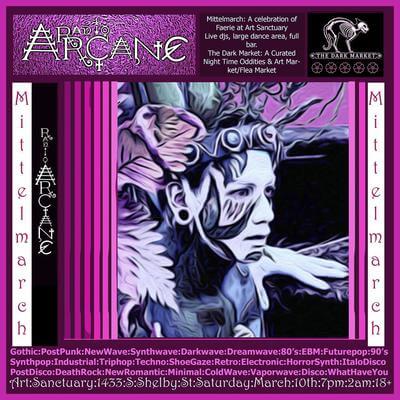 RADIO
ARCANE
Mittelmarch: A celebration of
Faerie at Art Sanctuary
Live djs, large dance area, full
bar.
The Dark Market: A Curated
Night Time Oddities & Art Mar-
ket/Flea Market
THE DARK MARKET
Mittelmarch
RADIO
ARCANE
Mittelmarch
Gothic:PostPunk:NewWave:Synthwave:Darkwave:Dreamwave:80's:EBM:Futurepop:90's
Synthpop:Industrial:Triphop:Techno:ShoeGaze:Retro:Electronic:HorrorSynth:ItaloDisco
PostDisco:DeathRock:NewRomantic:Minimal:ColdWave:Vaporwave:Disco:WhatHaveYou
Art:Sanctuary:1433:S:Shelby:St:Saturday:March:10th:7pm:2am:18+